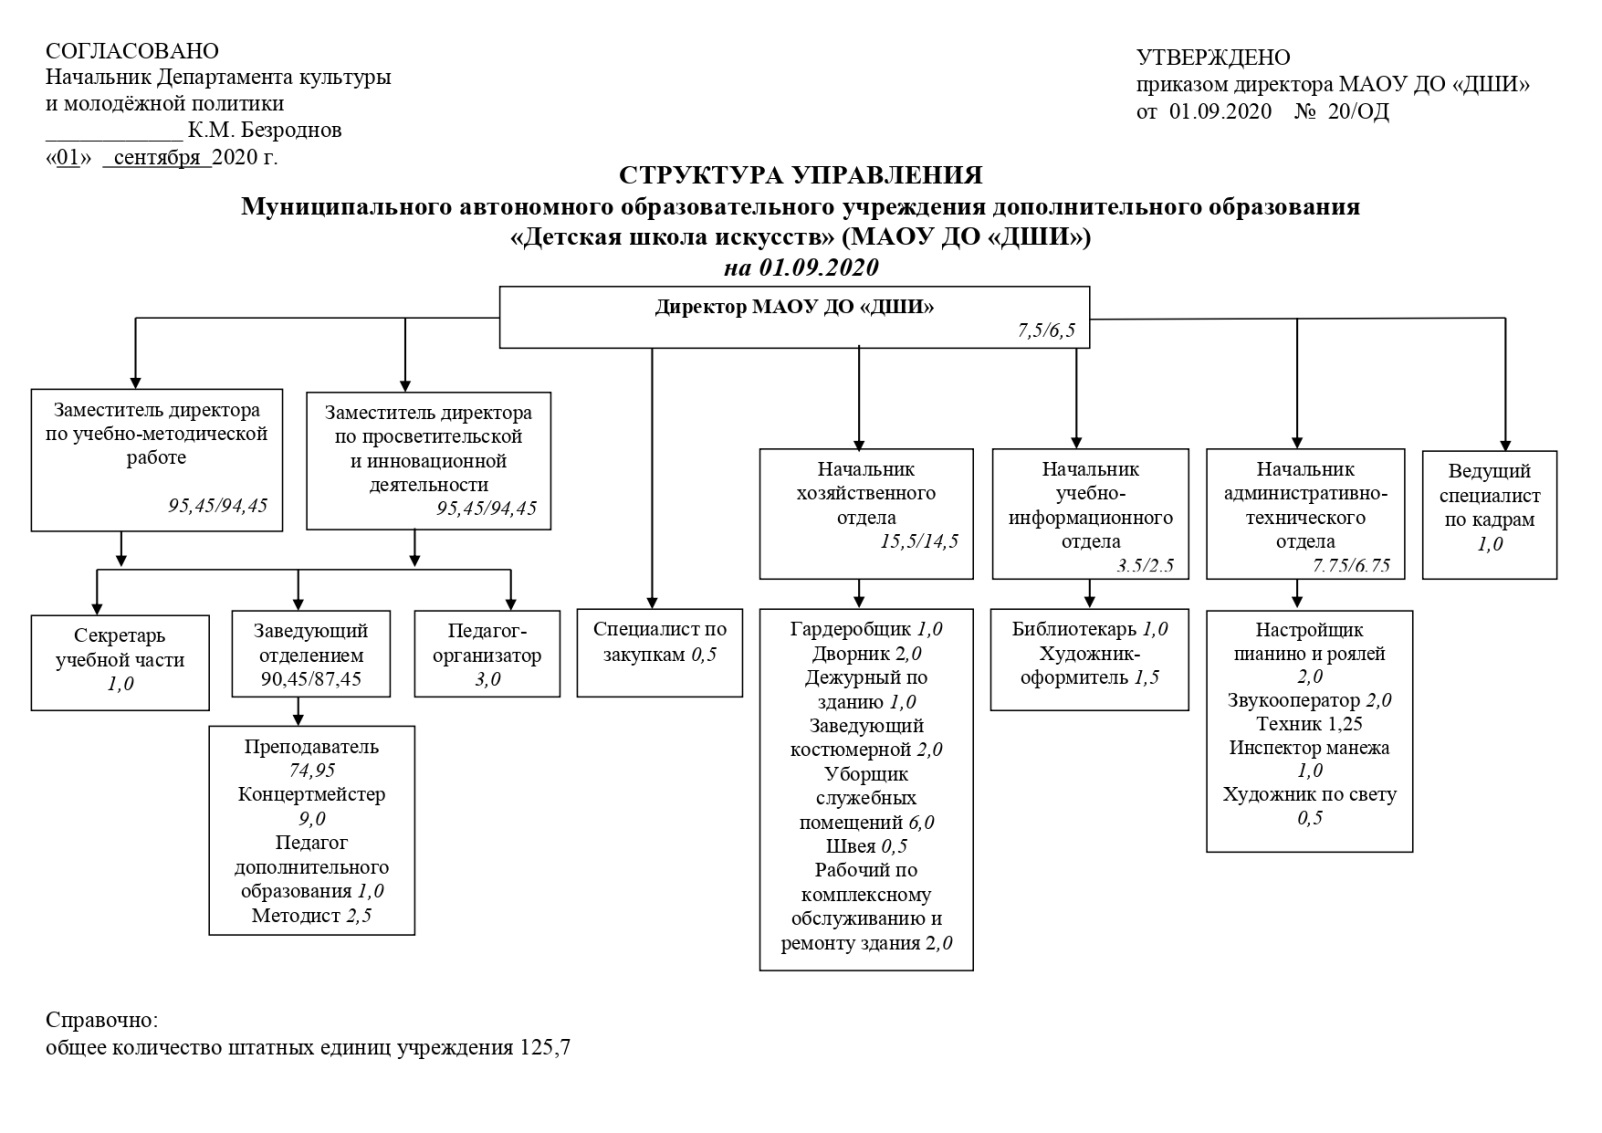 СОГЛАСОВАНО
Начальник Департамента культуры
и молодёжной политики
____________ К.М. Безроднов
«01» сентября 2020 г.
УТВЕРЖДЕНО
приказом директора МАОУ ДО «ДШИ»
от 01.09.2020 № 20/ОД
СТРУКТУРА УПРАВЛЕНИЯ
Муниципального автономного образовательного учреждения дополнительного образования
«Детская школа искусств» (МАОУ ДО «ДШИ»)
на 01.09.2020
Директор МАОУ ДО «ДШИ»
7,5/6,5
Заместитель директора
по учебно-методической
работе
95,45/94,45
Заместитель директора
по просветительской
и инновационной
деятельности
95,45/94,45
Начальник
хозяйственного
отдела
15,5/14,5
Начальник
учебно-
информационного
отдела
3,5/2,5
Начальник
административно-
технического
отдела
7,75/6,75
Ведущий
специалист
по кадрам
1,0
Секретарь
учебной части
1,0
Заведующий
отделением
90,45/87,45
Педагог-
организатор
3,0
Специалист по
закупкам 0,5
Гардеробщик 1,0
Дворник 2,0
Дежурный по
зданию 1,0
Заведующий
костюмерной 2,0
Уборщик
служебных
помещений 6,0
Швея 0,5
Рабочий по
комплексному
обслуживанию и
ремонту здания 2,0
Библиотекарь 1,0
Художник-
оформитель 1,5
Настройщик
пианино и роялей
2,0
Звукооператор 2,0
Техник 1,25
Инспектор манежа
1,0
Художник по свету
0,5
Преподаватель
74,95
Концертмейстер
9,0
Педагог
дополнительного
образования 1,0
Методист 2,5
Справочно:
общее количество штатных единиц учреждения 125,7